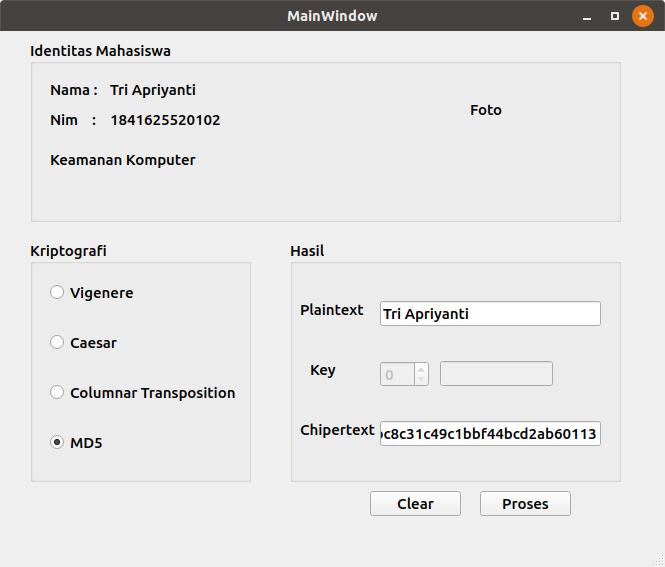 MainWindow
Identitas Mahasiswa
Nama : Tri Apriyanti
Foto
Nim : 1841625520102
Keamanan Komputer
Kriptografi
Hasil
Vigenere
Caesar
Columnar Transposition
MD5
Plaintext Tri Apriyanti
Key 0
Chipertext c8c31c49c1bbf44bcd2ab60113
Clear Proses